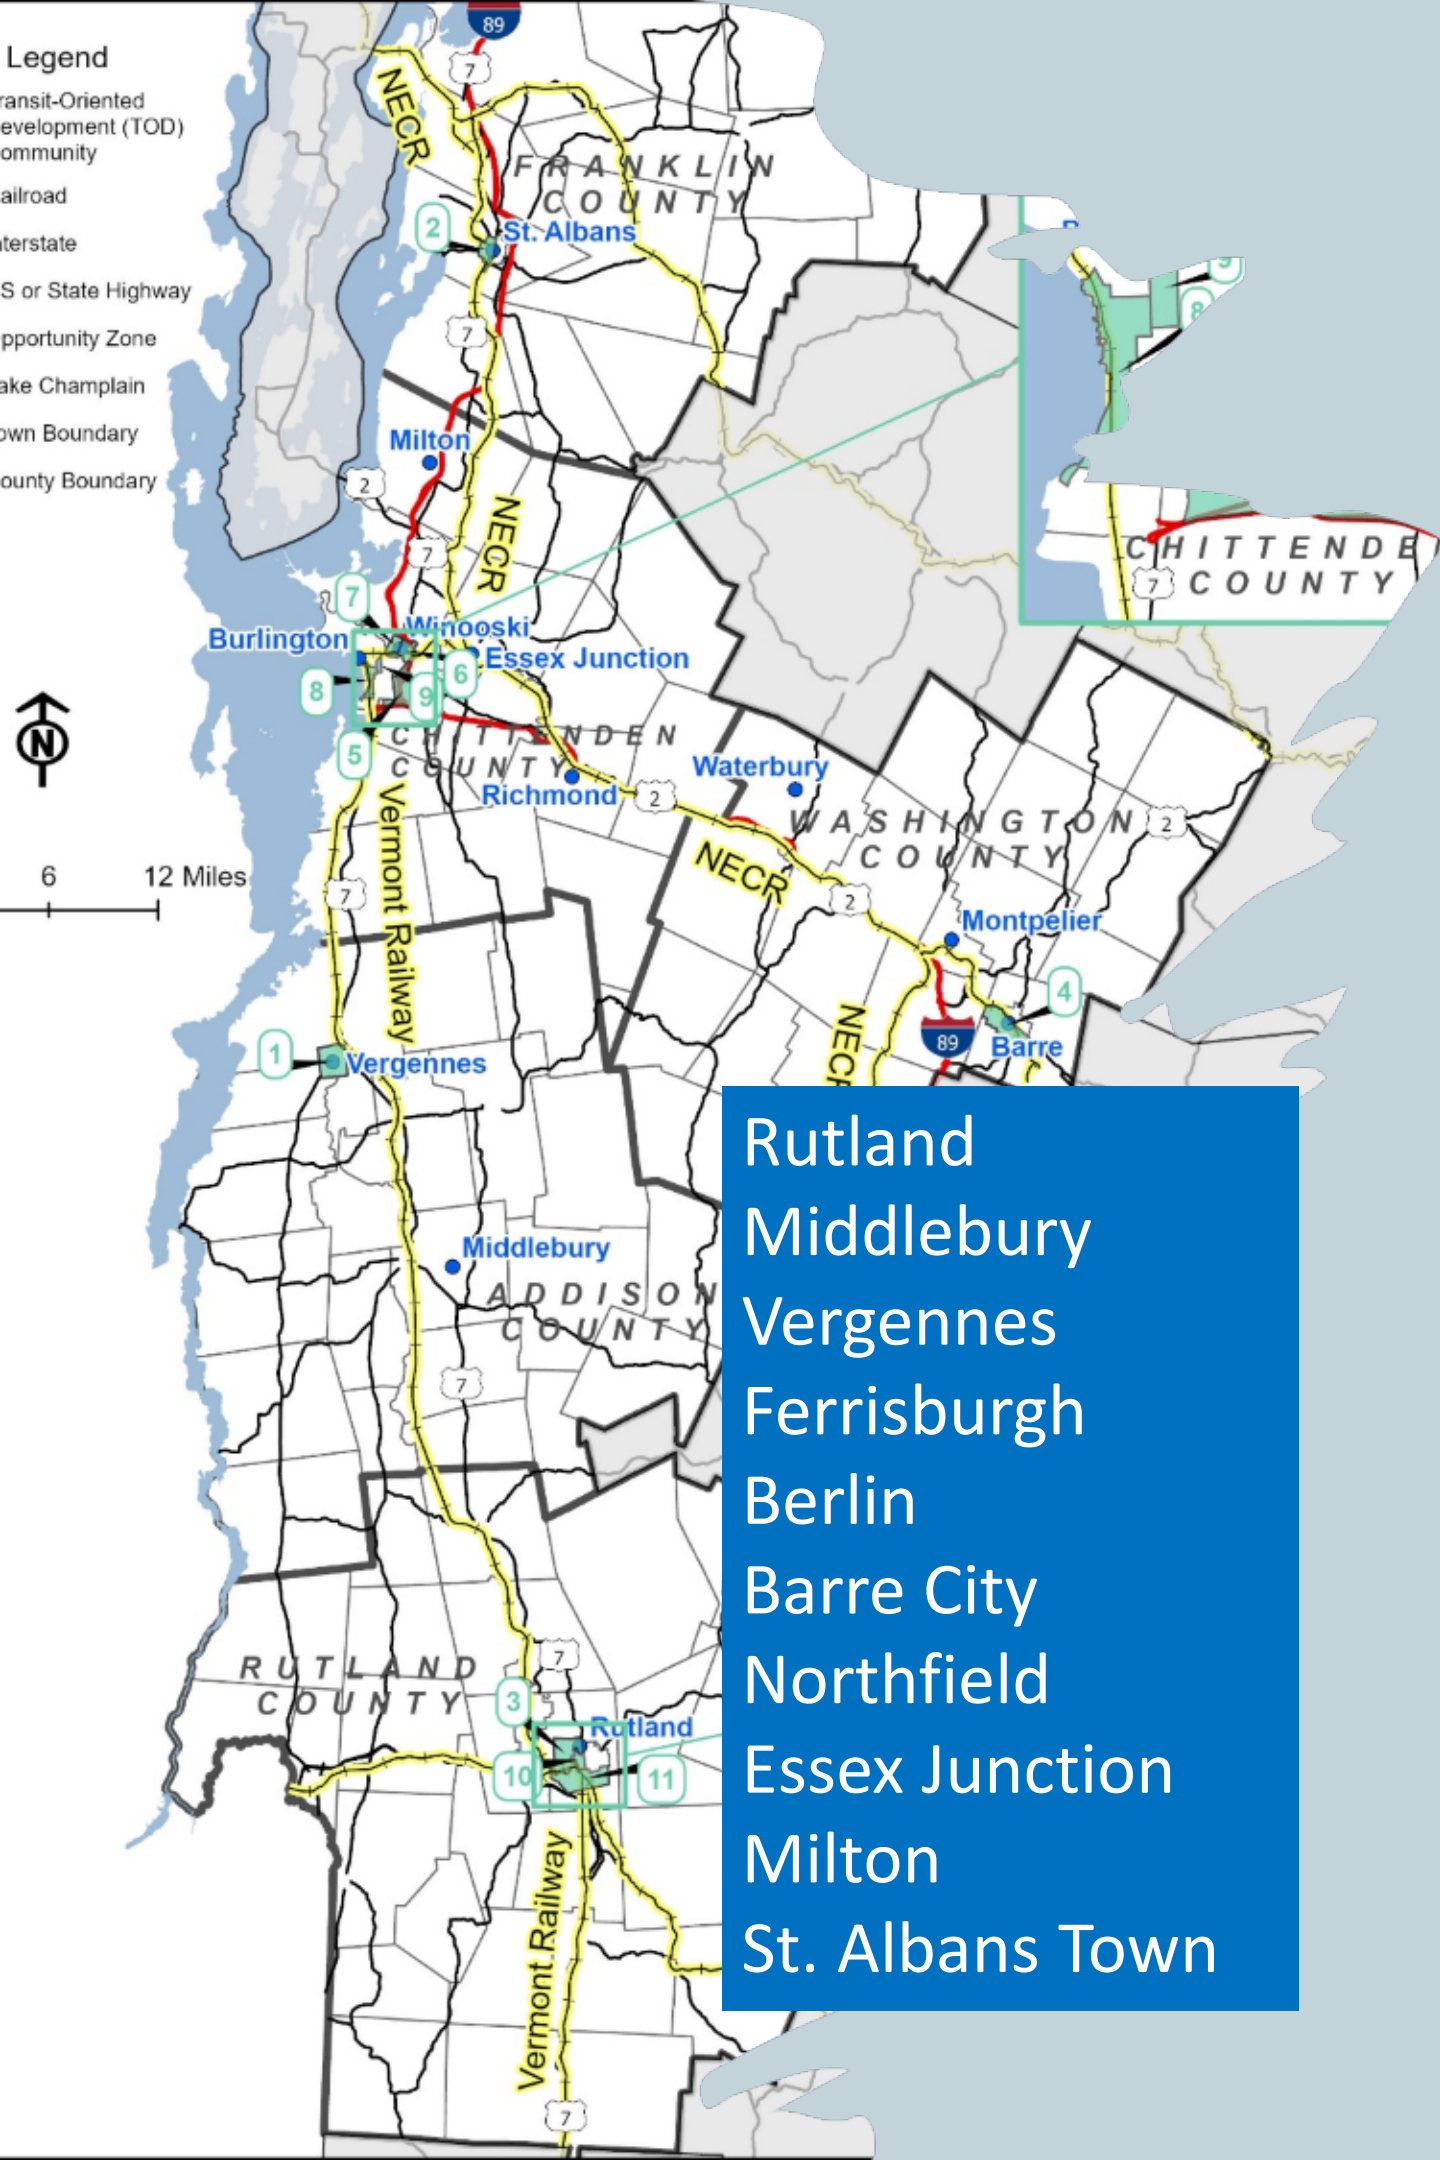 Legend
ransit-Oriented
evelopment (TOD)
ommunity
ailroad
nterstate
S or State Highway
pportunity Zone
ake Champlain
own Boundary
ounty Boundary
89
7
NECR
FRANKLIN
COUNTY
2
St. Albans
7
Milton
2
NECR
7
9
8
CHITTENDE
COUNTY
7
7
Winooski
Burlington
Essex Junction
6
8
9
5
CHITTENDEN
COUNTY
Richmond
2
Waterbury
WASHINGTON
COUNTY
2
NECR
2
Vermont Railway
7
6
12 Miles
N
Montpelier
4
NECR
89
Barre
1
Vergennes
Middlebury
ADDISON
COUNTY
7
RUTLAND
COUNTY
7
3
Rutland
10
11
Vermont Railway
7
Rutland
Middlebury
Vergennes
Ferrisburgh
Berlin
Barre City
Northfield
Essex Junction
Milton
St. Albans Town